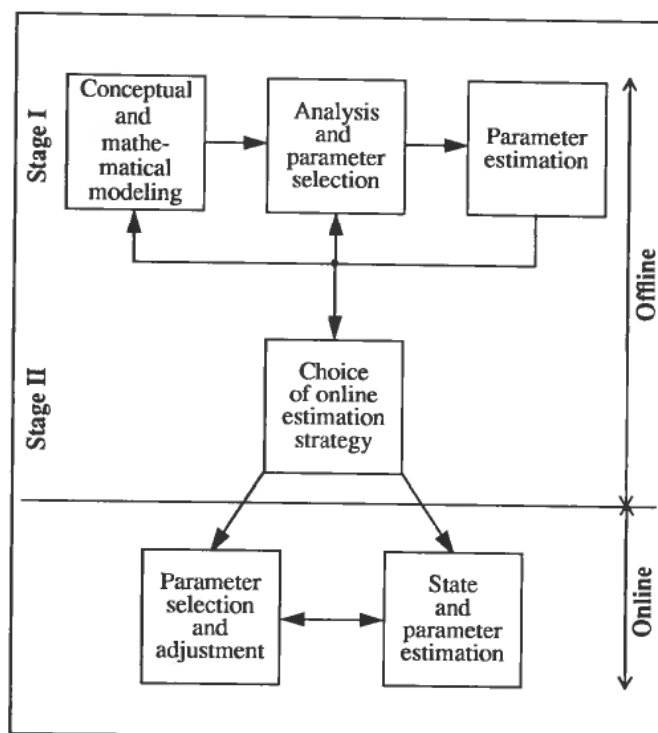 Stage I
Conceptual
and
mathe-
matical
modeling
Analysis
and
parameter
selection
Parameter
estimation
Offline
Stage II
Choice
of online
estimation
strategy
Parameter
selection
and
adjustment
State
and
parameter
estimation
Online